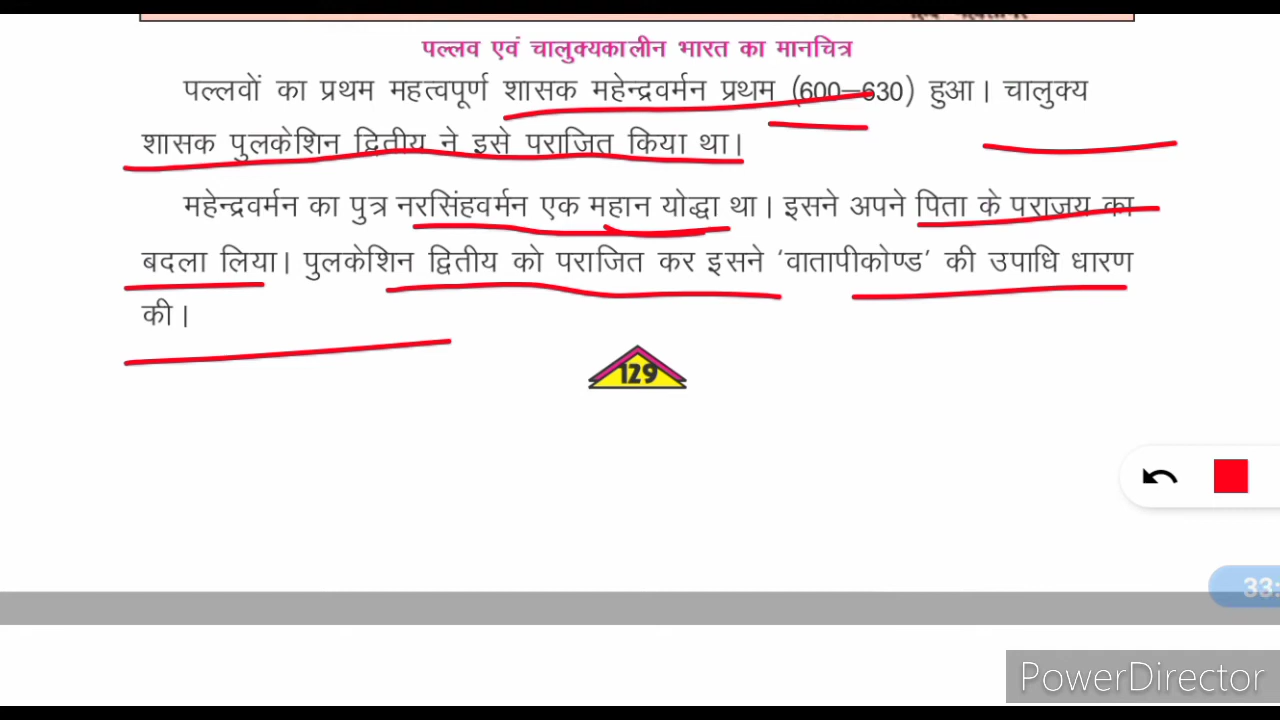 पल्लव एवं चालुक्यकालीन भारत का मानचित्र
पल्लवों का प्रथम महत्वपूर्ण शासक महेन्द्रवर्मन प्रथम (600–630) हुआ। चालुक्य
शासक पुलकेशिन द्वितीय ने इसे पराजित किया था।
महेन्द्रवर्मन का पुत्र नरसिंहवर्मन एक महान योद्धा था। इसने अपने पिता के पराजय का
बदला लिया। पुलकेशिन द्वितीय को पराजित कर इसने ‘वातापीकोण्ड’ की उपाधि धारण
की।
129
33:
PowerDirector